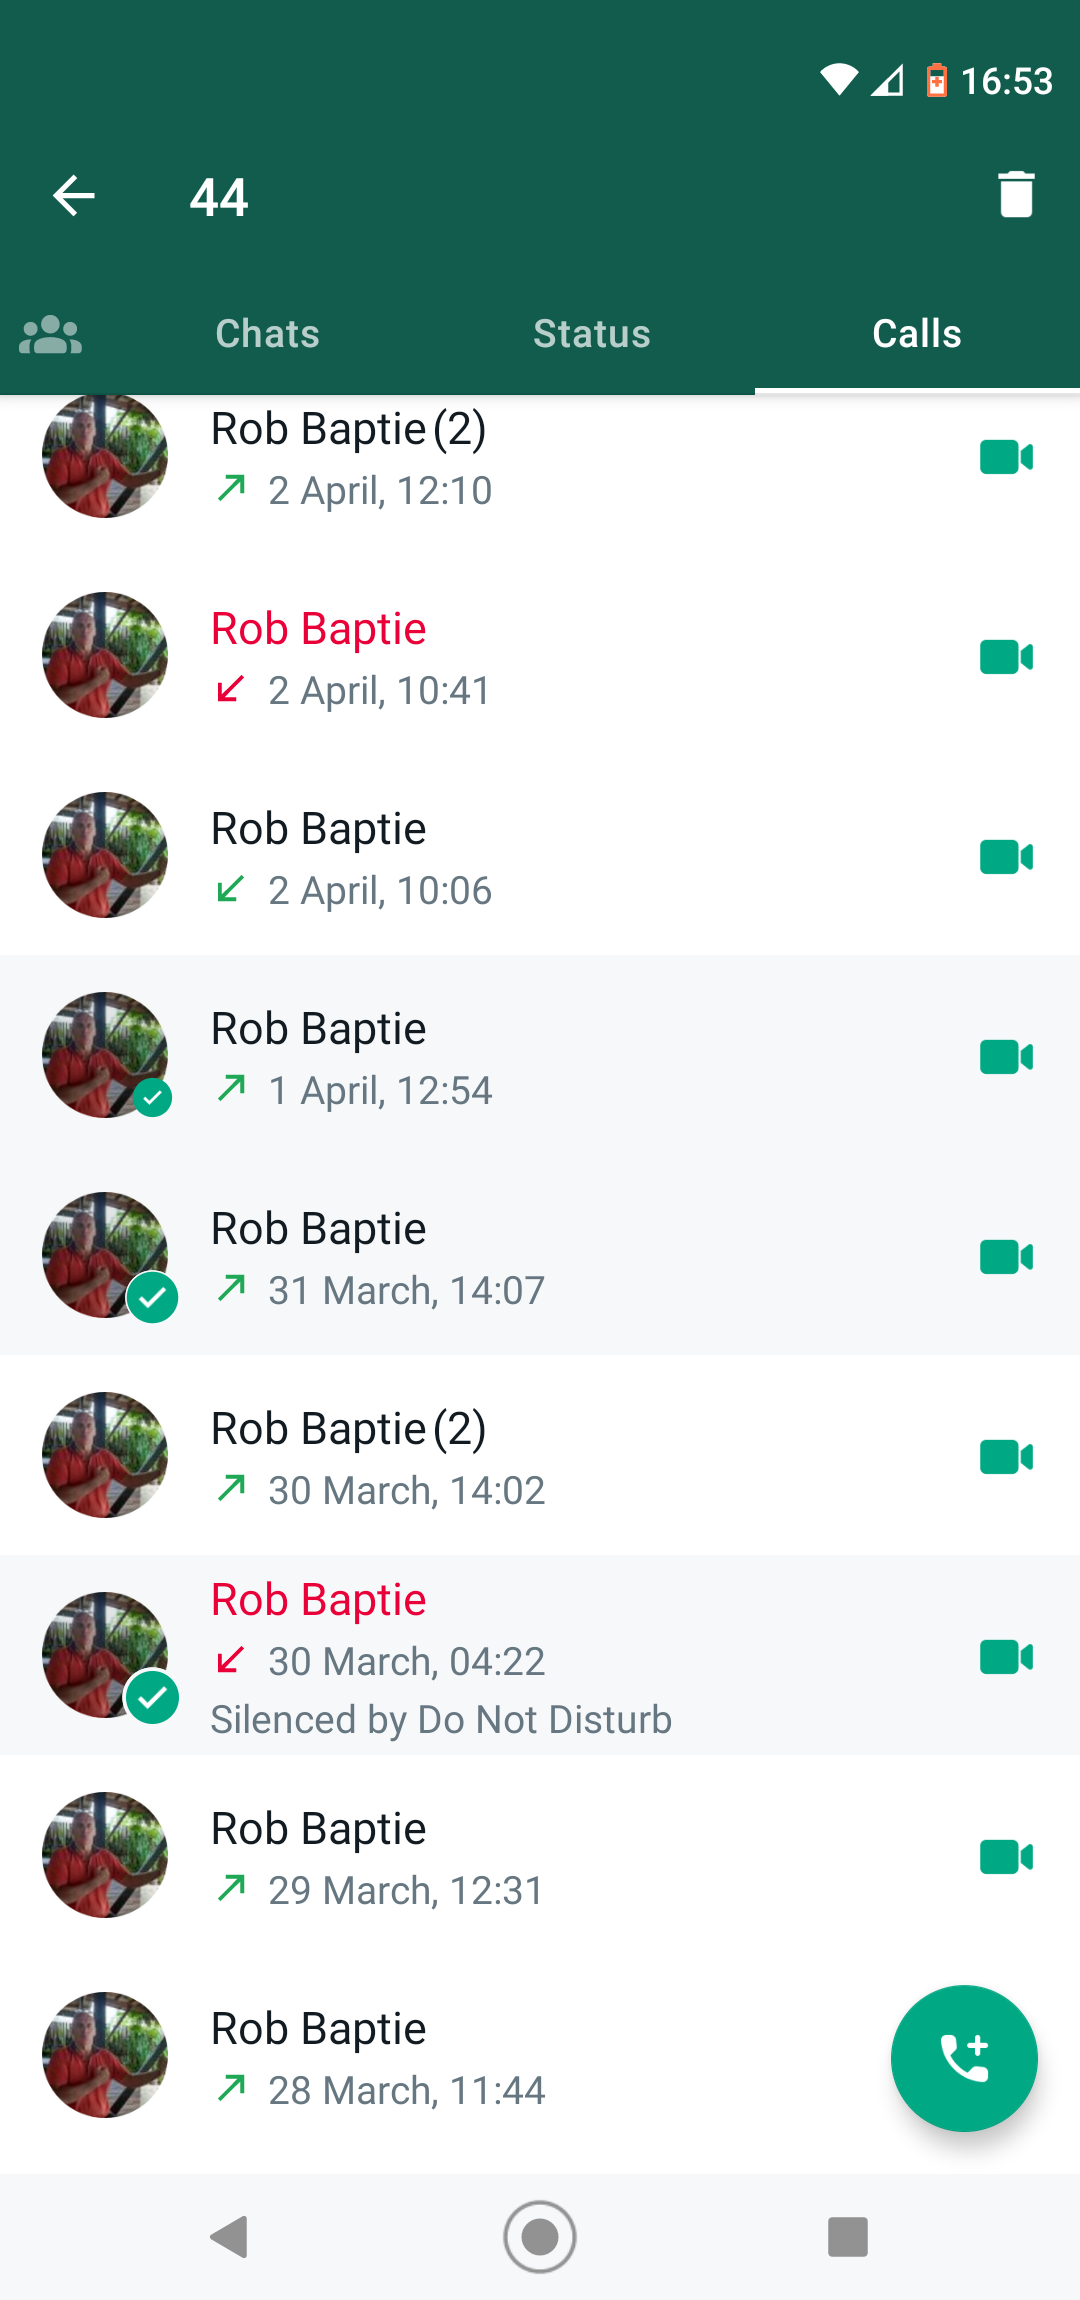 16:53
44
Chats Status Calls
Rob Baptie (2)
2 April, 12:10
Rob Baptie
2 April, 10:41
Rob Baptie
2 April, 10:06
Rob Baptie
1 April, 12:54
Rob Baptie
31 March, 14:07
Rob Baptie (2)
30 March, 14:02
Rob Baptie
30 March, 04:22
Silenced by Do Not Disturb
Rob Baptie
29 March, 12:31
Rob Baptie
28 March, 11:44